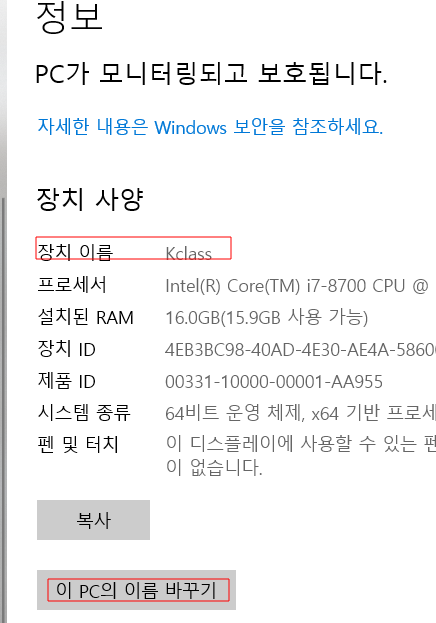 정보
PC가 모니터링되고 보호됩니다.
자세한 내용은 Windows 보안을 참조하세요.
장치 사양
장치 이름 Kclass
프로세서 Intel(R) Core(TM) i7-8700 CPU @
설치된 RAM 16.0GB(15.9GB 사용 가능)
장치 ID 4EB3BC98-40AD-4E30-AE4A-58600
제품 ID 00331-10000-00001-AA955
시스템 종류 64비트 운영 체제, x64 기반 프로세
펜 및 터치 이 디스플레이에 사용할 수 있는 펜
이 없습니다.
복사
이 PC의 이름 바꾸기